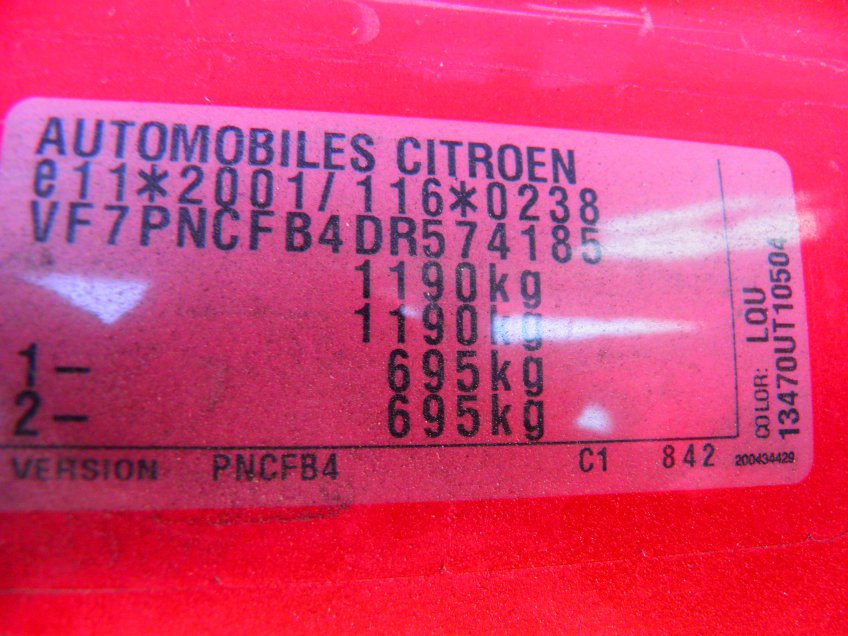 AUTOMOBILES CITROEN
e11*2001/116*0238
VF7PNCFB4DR574185
1190kg
1190kg
1- 695kg
2- 695kg
VERSION PNCFB4 C1 842 200434429
COLOR: LQU
13470UT10504